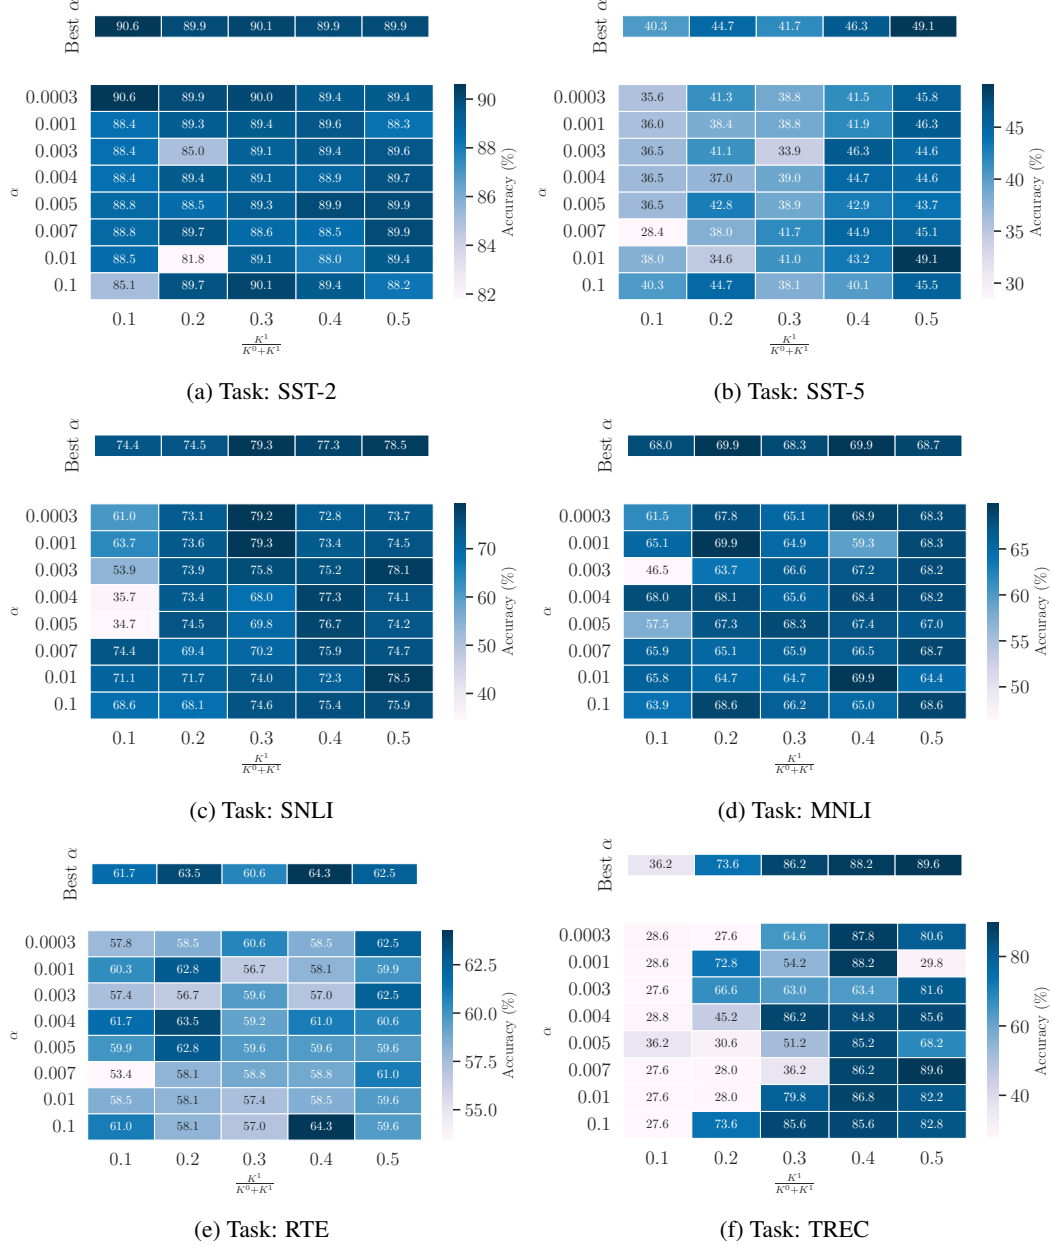 Best α 90.6 89.9 90.1 89.9 89.9
0.0003 90.6 89.9 90.0 89.4 89.4
0.001 88.4 89.3 89.4 89.6 88.3
0.003 88.4 85.0 89.1 89.4 89.6
0.004 88.4 89.4 89.1 88.9 89.7
0.005 88.8 88.5 89.3 89.9 89.9
0.007 88.8 89.7 88.6 88.5 89.9
0.01 88.5 81.8 89.1 88.0 89.4
0.1 85.1 89.7 90.1 89.4 88.2
α
0.1 0.2 0.3 0.4 0.5
K¹/(K⁰+K¹)
90
88
86
84
82
Accuracy (%)
(a) Task: SST-2
Best α 40.3 44.7 41.7 46.3 49.1
35.6 41.3 38.8 41.5 45.8
36.0 38.4 38.8 41.9 46.3
36.5 41.1 33.9 46.3 44.6
36.5 37.0 39.0 44.7 44.6
36.5 42.8 38.9 42.9 43.7
28.4 38.0 41.7 44.9 45.1
38.0 34.6 41.0 43.2 49.1
40.3 44.7 38.1 40.1 45.5
0.1 0.2 0.3 0.4 0.5
K¹/(K⁰+K¹)
45
40
35
30
Accuracy (%)
(b) Task: SST-5
Best α 74.4 74.5 79.3 77.3 78.5
0.0003 61.0 73.1 79.2 72.8 73.7
0.001 63.7 73.6 79.3 73.4 74.5
0.003 53.9 73.9 75.8 75.2 78.1
0.004 35.7 73.4 68.0 77.3 74.1
0.005 34.7 74.5 69.8 76.7 74.2
0.007 74.4 69.4 70.2 75.9 74.7
0.01 71.1 71.7 74.0 72.3 78.5
0.1 68.6 68.1 74.6 75.4 75.9
α
0.1 0.2 0.3 0.4 0.5
K¹/(K⁰+K¹)
70
60
50
40
Accuracy (%)
(c) Task: SNLI
Best α 68.0 69.9 68.3 69.9 68.7
61.5 67.8 65.1 68.9 68.3
65.1 69.9 64.9 59.3 68.3
46.5 63.7 66.6 67.2 68.2
68.0 68.1 65.6 68.4 68.2
57.5 67.3 68.3 67.4 67.0
65.9 65.1 65.9 66.5 68.7
65.8 64.7 64.7 69.9 64.4
63.9 68.6 66.2 65.0 68.6
0.1 0.2 0.3 0.4 0.5
K¹/(K⁰+K¹)
65
60
55
50
Accuracy (%)
(d) Task: MNLI
Best α 61.7 63.5 60.6 64.3 62.5
0.0003 57.8 58.5 60.6 58.5 62.5
0.001 60.3 62.8 56.7 58.1 59.9
0.003 57.4 56.7 59.6 57.0 62.5
0.004 61.7 63.5 59.2 61.0 60.6
0.005 59.9 62.8 59.6 59.6 59.6
0.007 53.4 58.1 58.8 58.8 61.0
0.01 58.5 58.1 57.4 58.5 59.6
0.1 61.0 58.1 57.0 64.3 59.6
α
0.1 0.2 0.3 0.4 0.5
K¹/(K⁰+K¹)
62.5
60.0
57.5
55.0
Accuracy (%)
(e) Task: RTE
Best α 36.2 73.6 86.2 88.2 89.6
0.0003 28.6 27.6 64.6 87.8 80.6
0.001 28.6 72.8 54.2 88.2 29.8
0.003 27.6 66.6 63.0 63.4 81.6
0.004 28.8 45.2 86.2 84.8 85.6
0.005 36.2 30.6 51.2 85.2 68.2
0.007 27.6 28.0 36.2 86.2 89.6
0.01 27.6 28.0 79.8 86.8 82.2
0.1 27.6 73.6 85.6 85.6 82.8
α
0.1 0.2 0.3 0.4 0.5
K¹/(K⁰+K¹)
80
60
40
Accuracy (%)
(f) Task: TREC